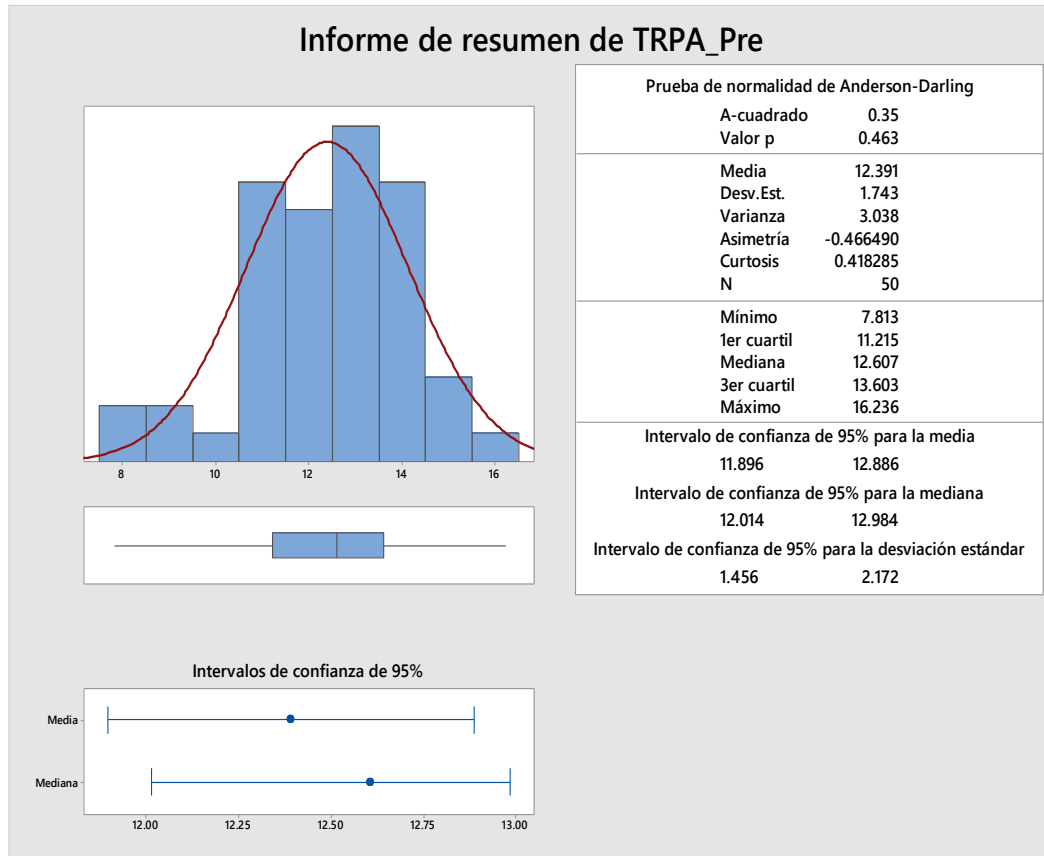 Informe de resumen de TRPA_Pre
8 10 12 14 16
Prueba de normalidad de Anderson-Darling
A-cuadrado 0.35
Valor p 0.463
Media 12.391
Desv.Est. 1.743
Varianza 3.038
Asimetría -0.466490
Curtosis 0.418285
N 50
Mínimo 7.813
1er cuartil 11.215
Mediana 12.607
3er cuartil 13.603
Máximo 16.236
Intervalo de confianza de 95% para la media
11.896 12.886
Intervalo de confianza de 95% para la mediana
12.014 12.984
Intervalo de confianza de 95% para la desviación estándar
1.456 2.172
Intervalos de confianza de 95%
Media
Mediana
12.00 12.25 12.50 12.75 13.00